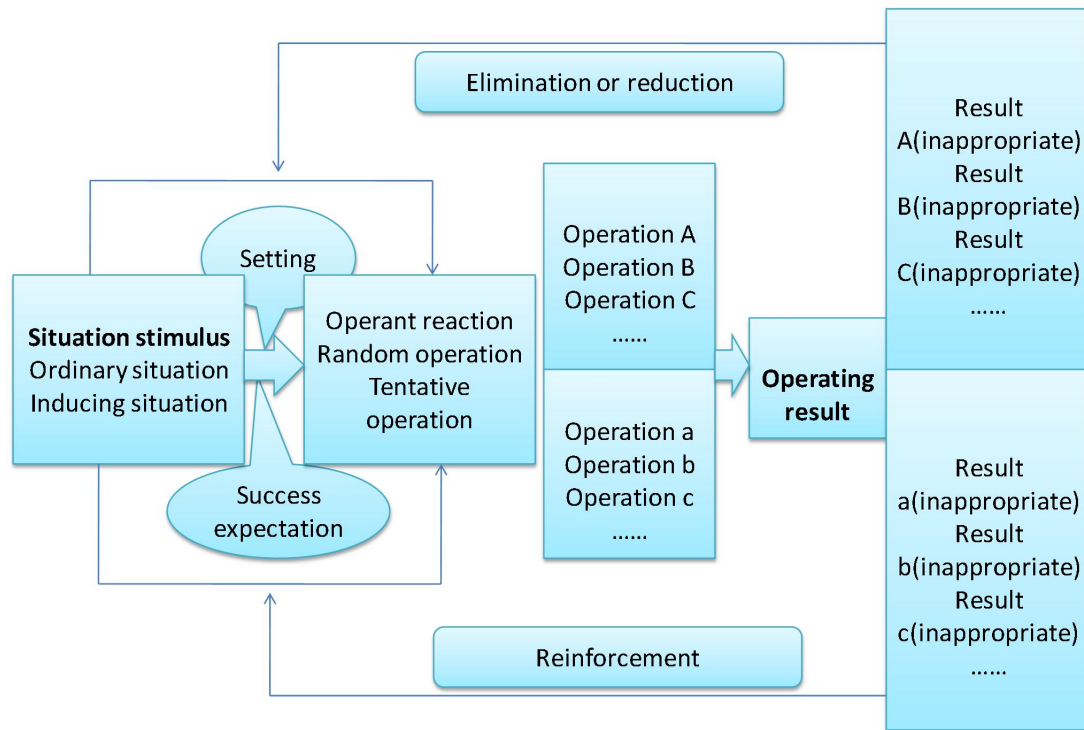 Elimination or reduction
Setting
Situation stimulus
Ordinary situation
Inducing situation
Operant reaction
Random operation
Tentative
operation
Success
expectation
Operation A
Operation B
Operation C
......
Operation a
Operation b
Operation c
......
Operating
result
Result
A(inappropriate)
Result
B(inappropriate)
Result
C(inappropriate)
......
Result
a(inappropriate)
Result
b(inappropriate)
Result
c(inappropriate)
......
Reinforcement